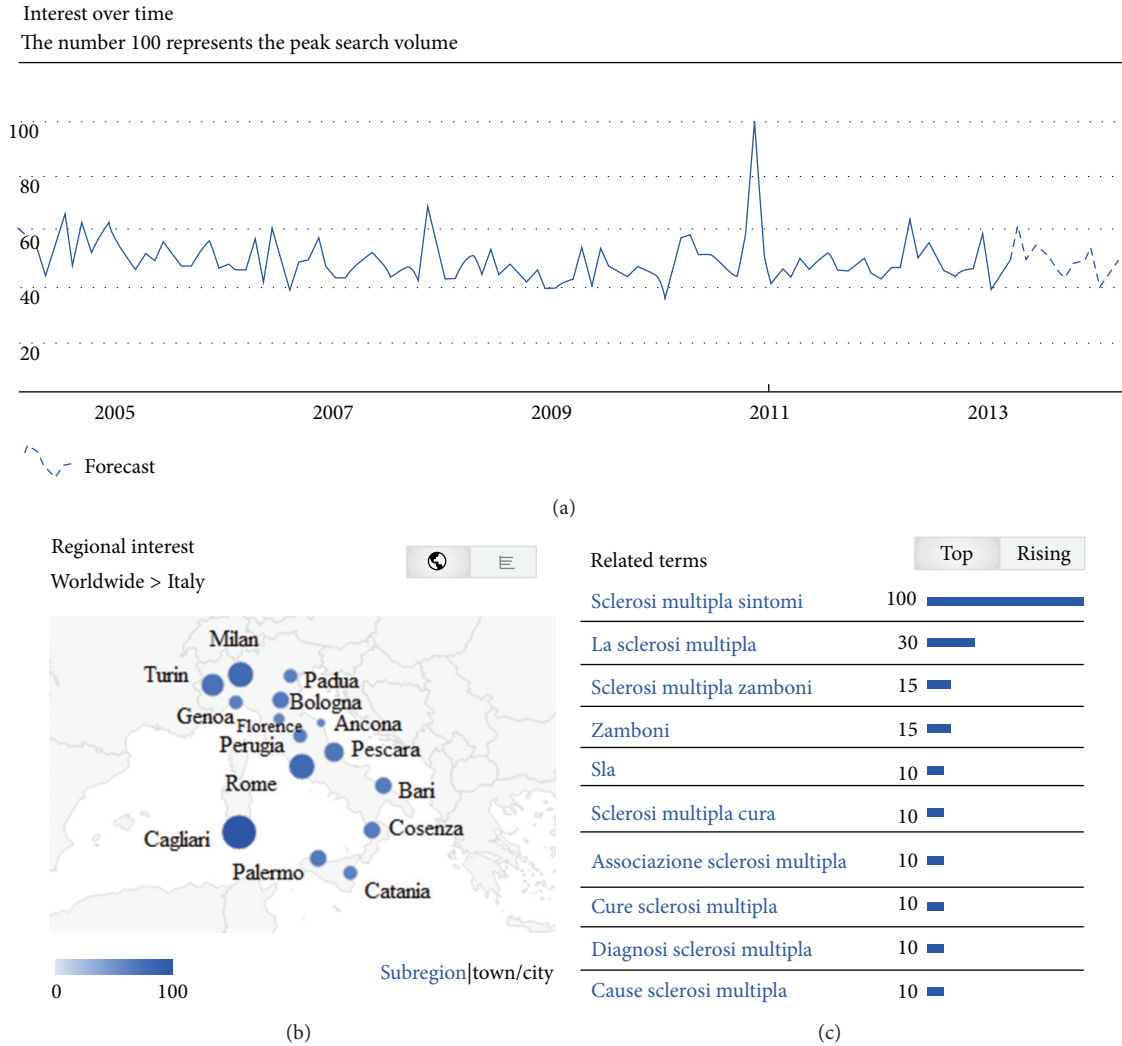 Interest over time
The number 100 represents the peak search volume
100
80
60
40
20
2005 2007 2009 2011 2013
Forecast
(a)
Regional interest
Worldwide > Italy
Milan
Turin
Padua
Genoa
Bologna
Florence
Ancona
Perugia
Pescara
Rome
Bari
Cagliari
Cosenza
Palermo
Catania
0 100
Subregion|town/city
(b)
Related terms
Top Rising
Sclerosi multipla sintomi 100
La sclerosi multipla 30
Sclerosi multipla zamboni 15
Zamboni 15
Sla 10
Sclerosi multipla cura 10
Associazione sclerosi multipla 10
Cure sclerosi multipla 10
Diagnosi sclerosi multipla 10
Cause sclerosi multipla 10
(c)